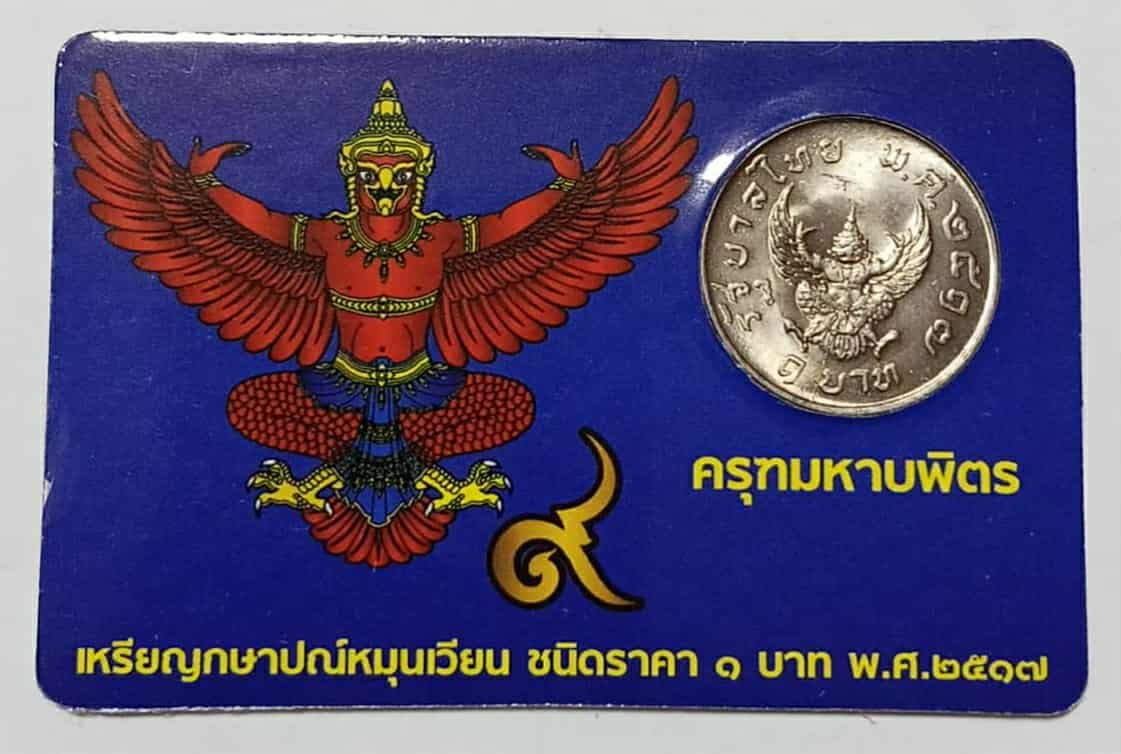 รัฐบาลไทย พ.ศ.๒๕๑๗
๑ บาท
ครุฑมหาบพิตร
๙
เหรียญกษาปณ์หมุนเวียน ชนิดราคา ๑ บาท พ.ศ.๒๕๑๗